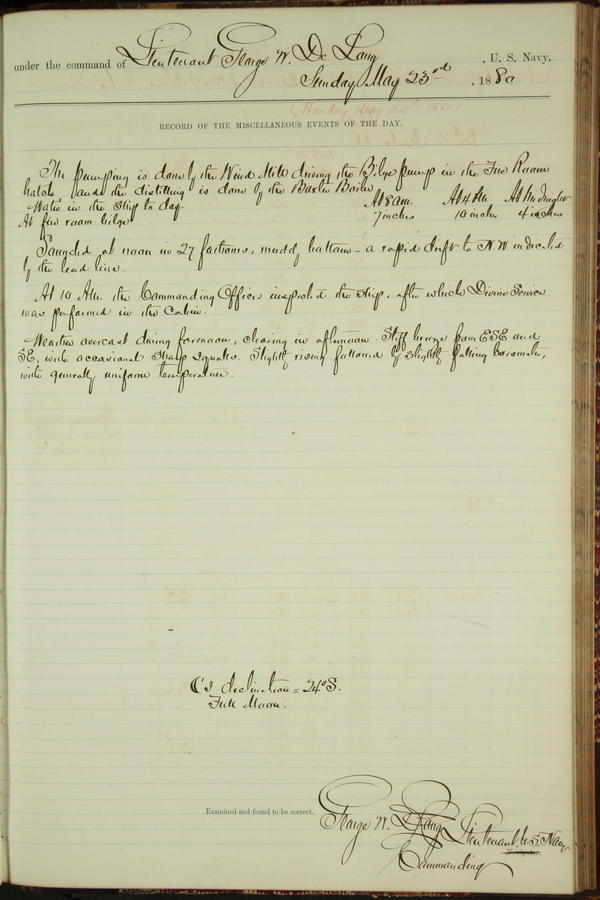 under the command of Lieutenant George W. De Long, U. S. Navy,
Sunday May 23rd, 1880
(Monday May 24th 1880)
RECORD OF THE MISCELLANEOUS EVENTS OF THE DAY.
The pumping is done by the Wind Mill driving the Bilge pump in the Fire Room
hatch, and the distilling is done by the Baxter Boiler
Water in the Ship to day. At 8 am. At 4 P.M. At Midnight
At fire room bilge 7 inches 10 inches 4 inches
Sounded at noon in 27 fathoms, muddy bottom - a rapid drift to N W indicated
by the lead line.
At 10 A.M. the Commanding Officer inspected the Ship, after which Divine Service
was performed in the Cabin.
Weather overcast during forenoon, clearing in afternoon. Stiff breeze from ESE and
SE, with occasional sharp squalls. Slightly rising followed by slightly falling barometer,
with generally uniform temperature.
☾'s declination = 24° S.
Full Moon.
Examined and found to be correct.
George W. De Long Lieutenant U.S. Navy
Navigator.
Commanding